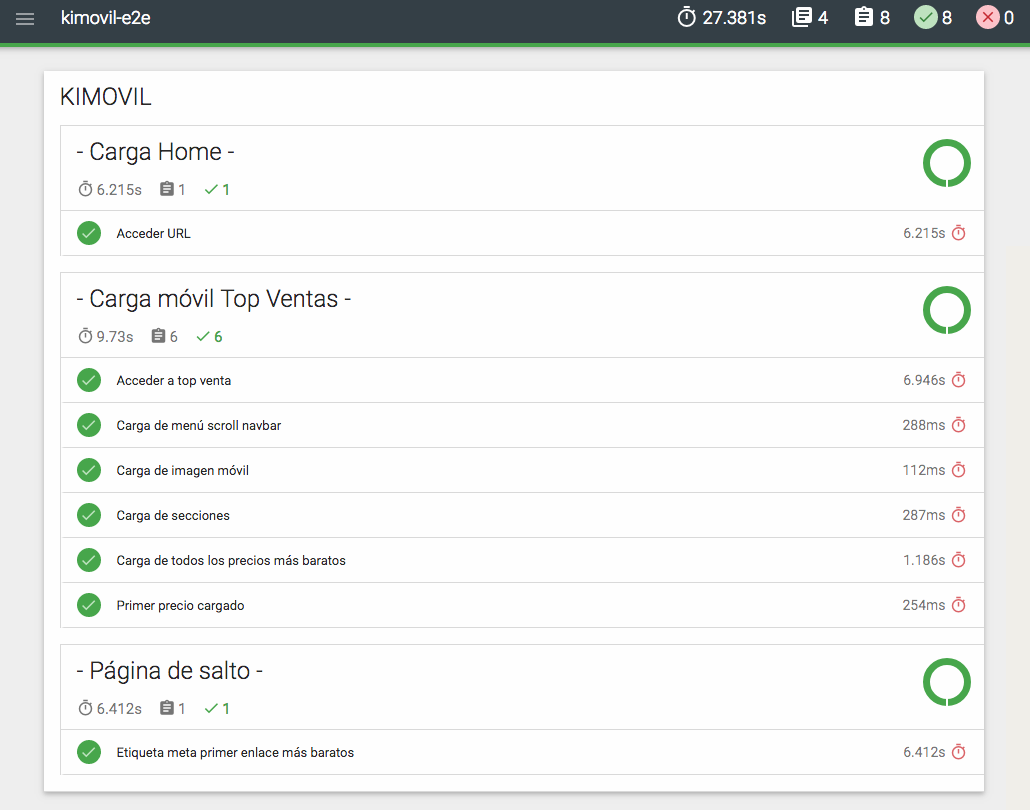 kimovil-e2e 27.381s 4 8 8 0
KIMOVIL
- Carga Home -
6.215s 1 1
Acceder URL 6.215s
- Carga móvil Top Ventas -
9.73s 6 6
Acceder a top venta 6.946s
Carga de menú scroll navbar 288ms
Carga de imagen móvil 112ms
Carga de secciones 287ms
Carga de todos los precios más baratos 1.186s
Primer precio cargado 254ms
- Página de salto -
6.412s 1 1
Etiqueta meta primer enlace más baratos 6.412s